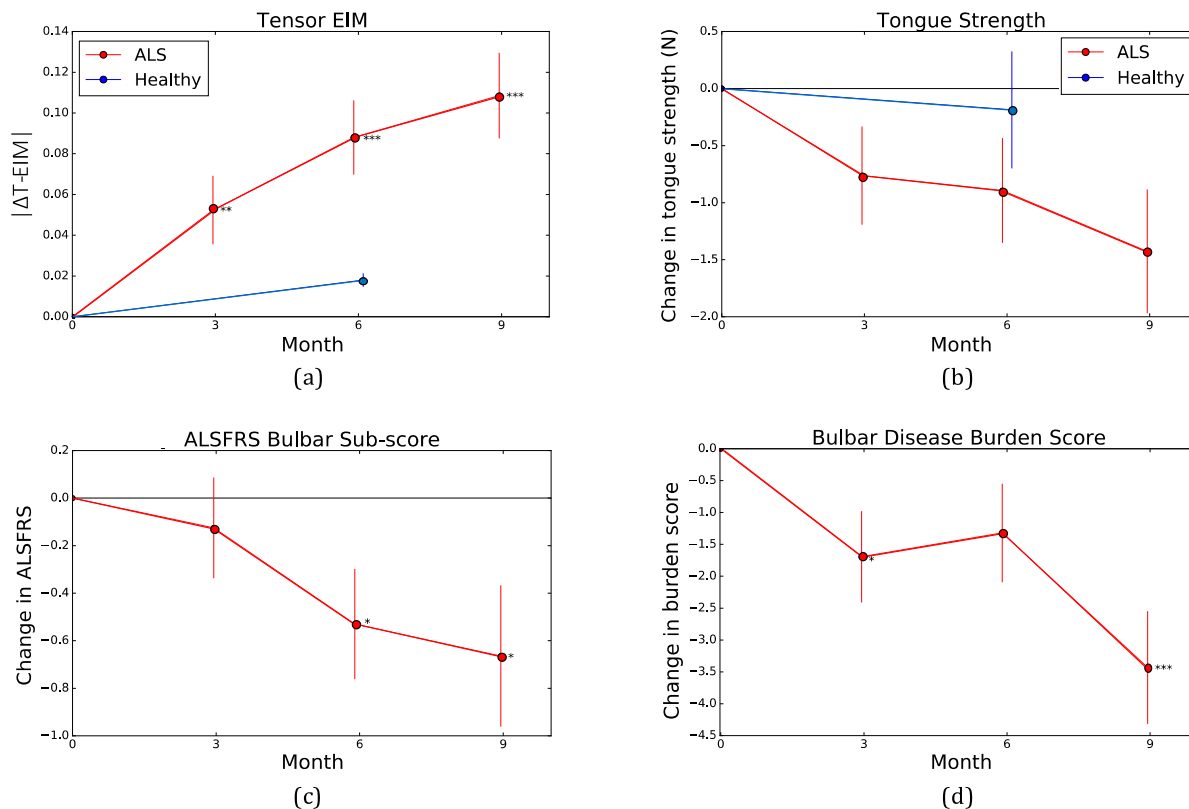 Tensor EIM
0.14
0.12
0.10
0.08
0.06
0.04
0.02
0.00
|ΔT-EIM|
ALS
Healthy
**
***
***
0
3
6
9
Month
(a)
Tongue Strength
0.5
0.0
−0.5
−1.0
−1.5
−2.0
Change in tongue strength (N)
ALS
Healthy
0
3
6
9
Month
(b)
ALSFRS Bulbar Sub-score
0.2
0.0
−0.2
−0.4
−0.6
−0.8
−1.0
Change in ALSFRS
*
*
0
3
6
9
Month
(c)
Bulbar Disease Burden Score
0.0
−0.5
−1.0
−1.5
−2.0
−2.5
−3.0
−3.5
−4.0
−4.5
Change in burden score
*
***
0
3
6
9
Month
(d)